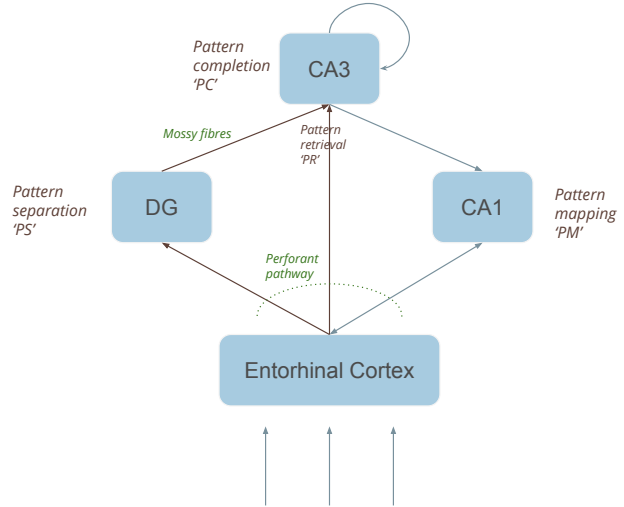 Pattern
completion
‘PC’
CA3
Mossy fibres
Pattern
retrieval
‘PR’
Pattern
separation
‘PS’
DG
CA1
Pattern
mapping
‘PM’
Perforant
pathway
Entorhinal Cortex